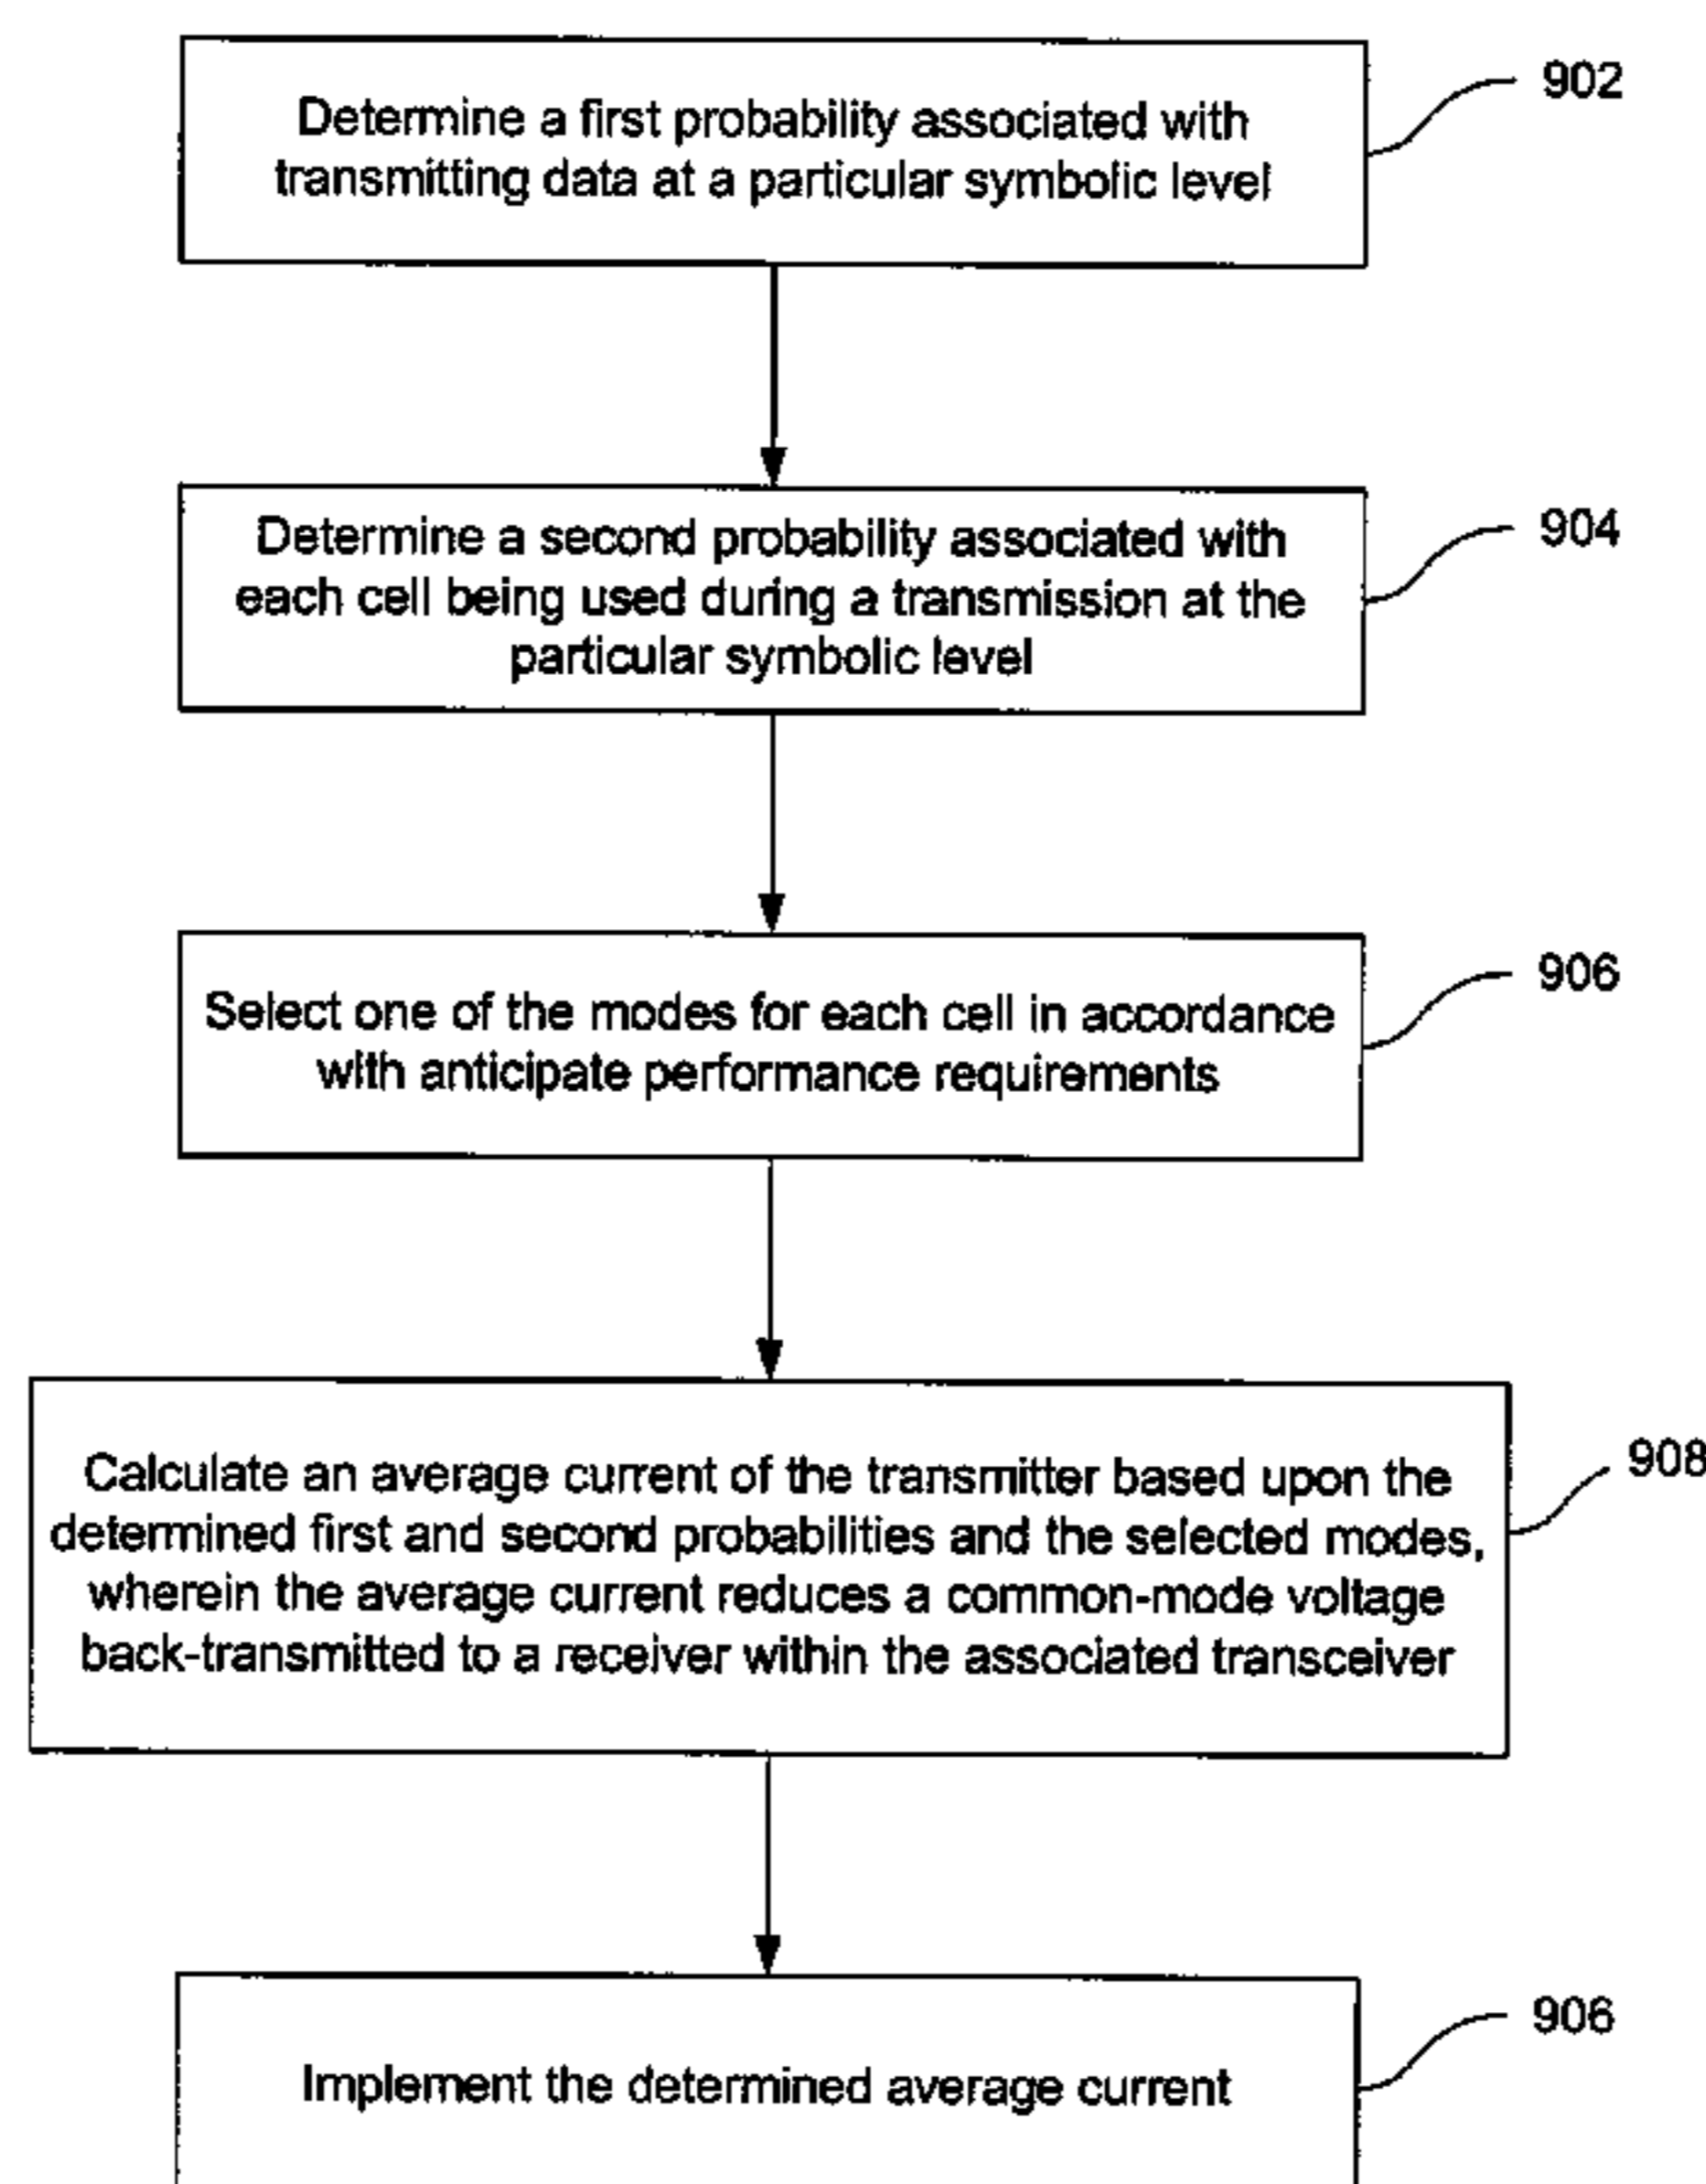 Determine a first probability associated with
transmitting data at a particular symbolic level
902
Determine a second probability associated with
each cell being used during a transmission at the
particular symbolic level
904
Select one of the modes for each cell in accordance
with anticipate performance requirements
906
Calculate an average current of the transmitter based upon the
determined first and second probabilities and the selected modes,
wherein the average current reduces a common-mode voltage
back-transmitted to a receiver within the associated transceiver
908
Implement the determined average current
906